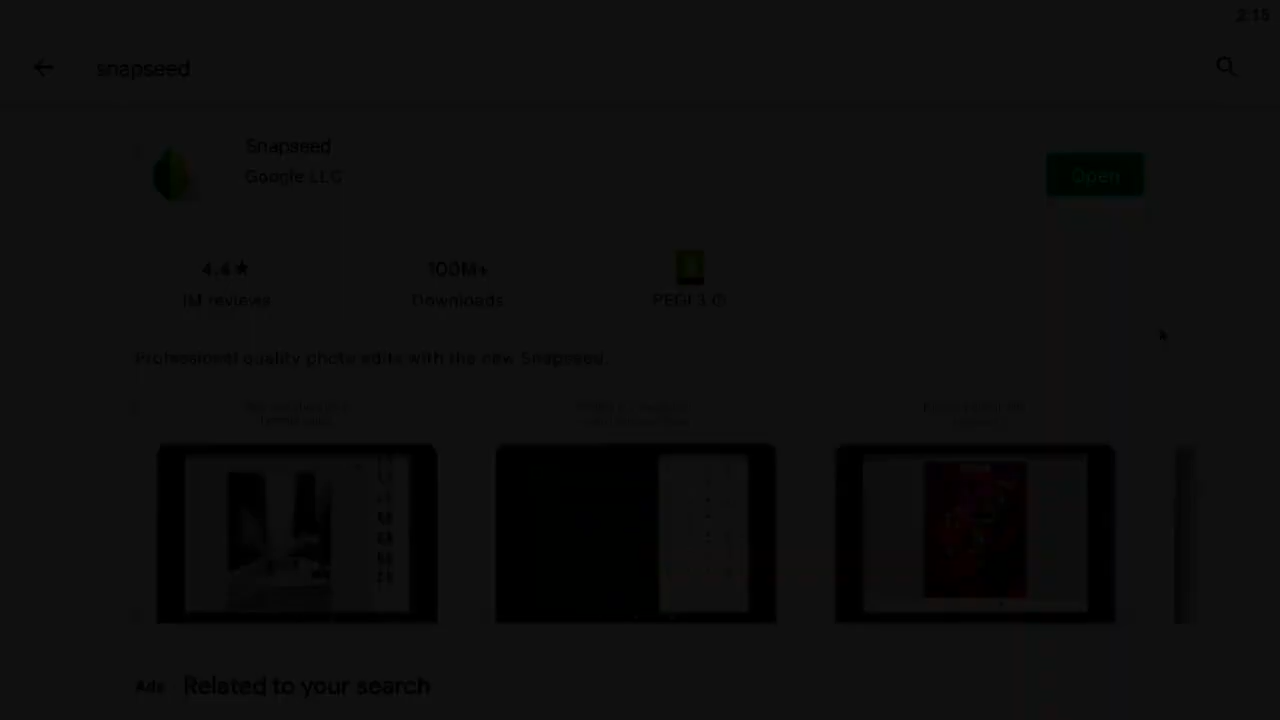 2:15
snapseed
Snapseed
Google LLC
Open
4.4★
1M reviews
100M+
Downloads
PEGI 3
Professional quality photo edits with the new Snapseed
Ads
Related to your search